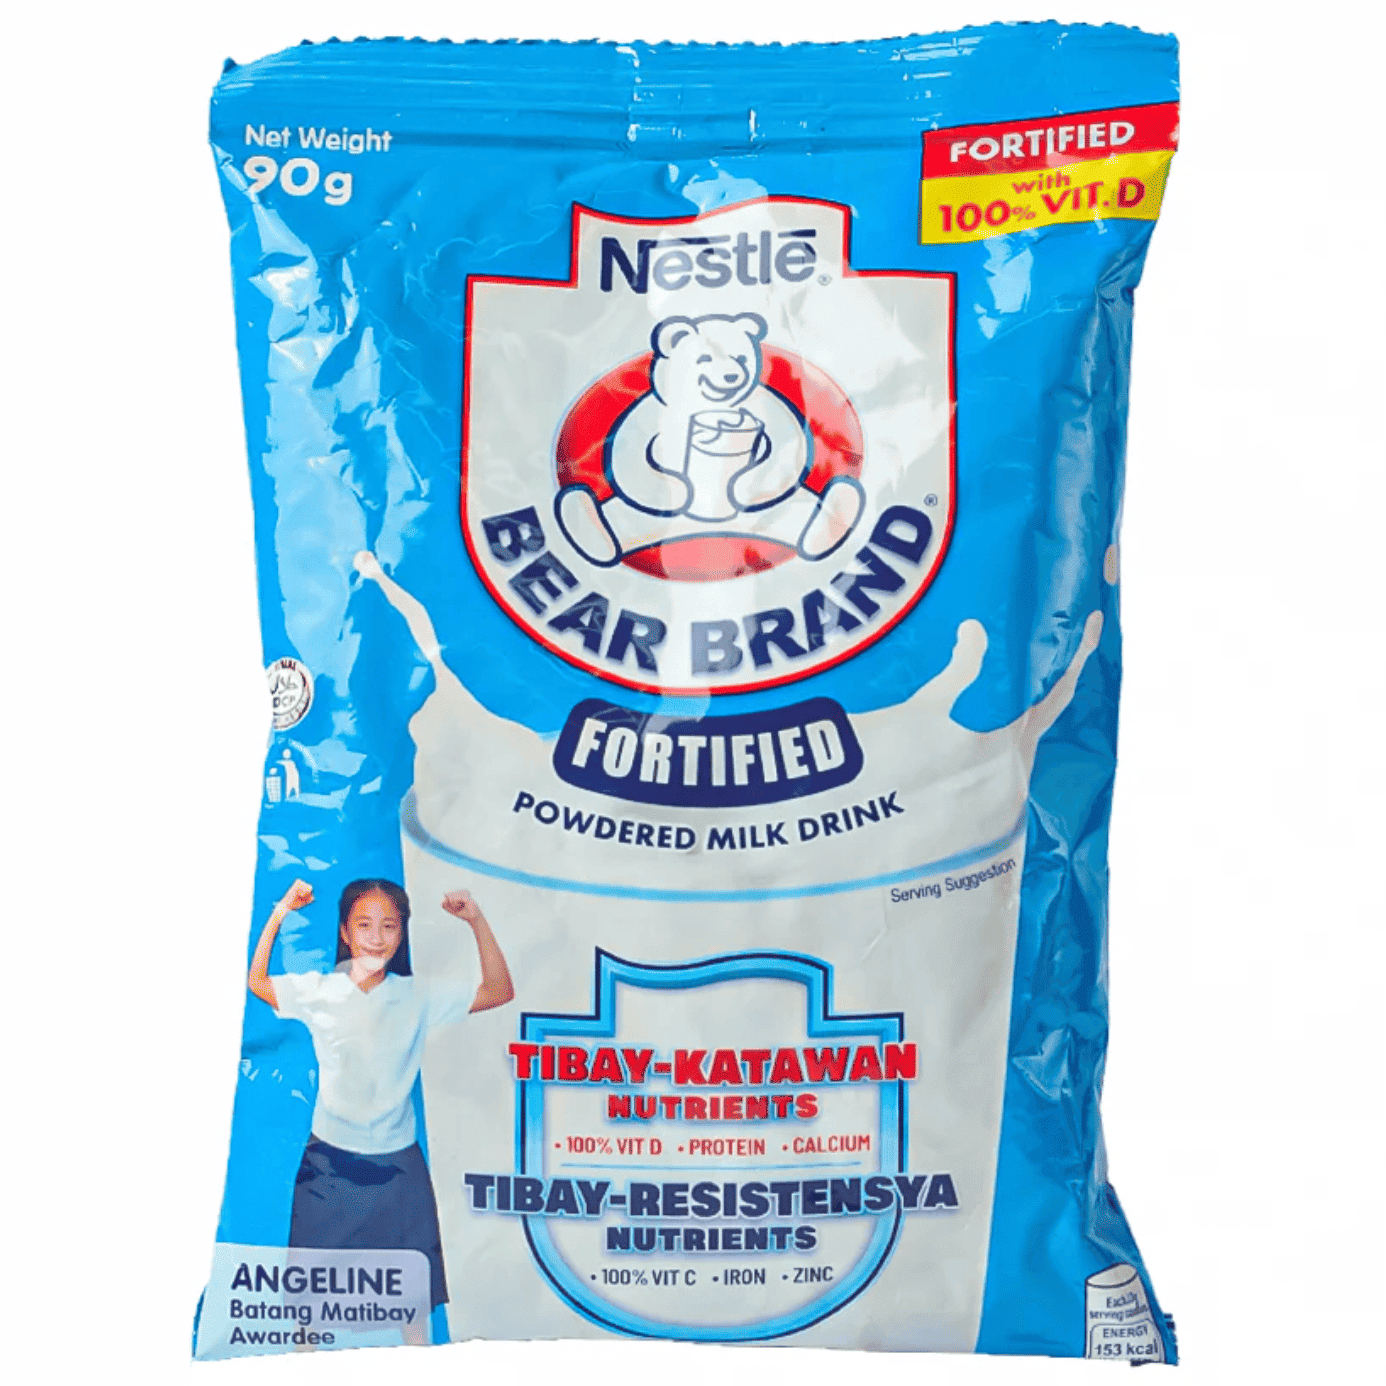 Net Weight
90g
FORTIFIED
with
100% VIT. D
Nestlé®
BEAR BRAND®
FORTIFIED
POWDERED MILK DRINK
Serving Suggestion
TIBAY-KATAWAN
NUTRIENTS
• 100% VIT D • PROTEIN • CALCIUM
TIBAY-RESISTENSYA
NUTRIENTS
• 100% VIT C • IRON • ZINC
ANGELINE
Batang Matibay
Awardee
serving
ENERGY
153 kcal